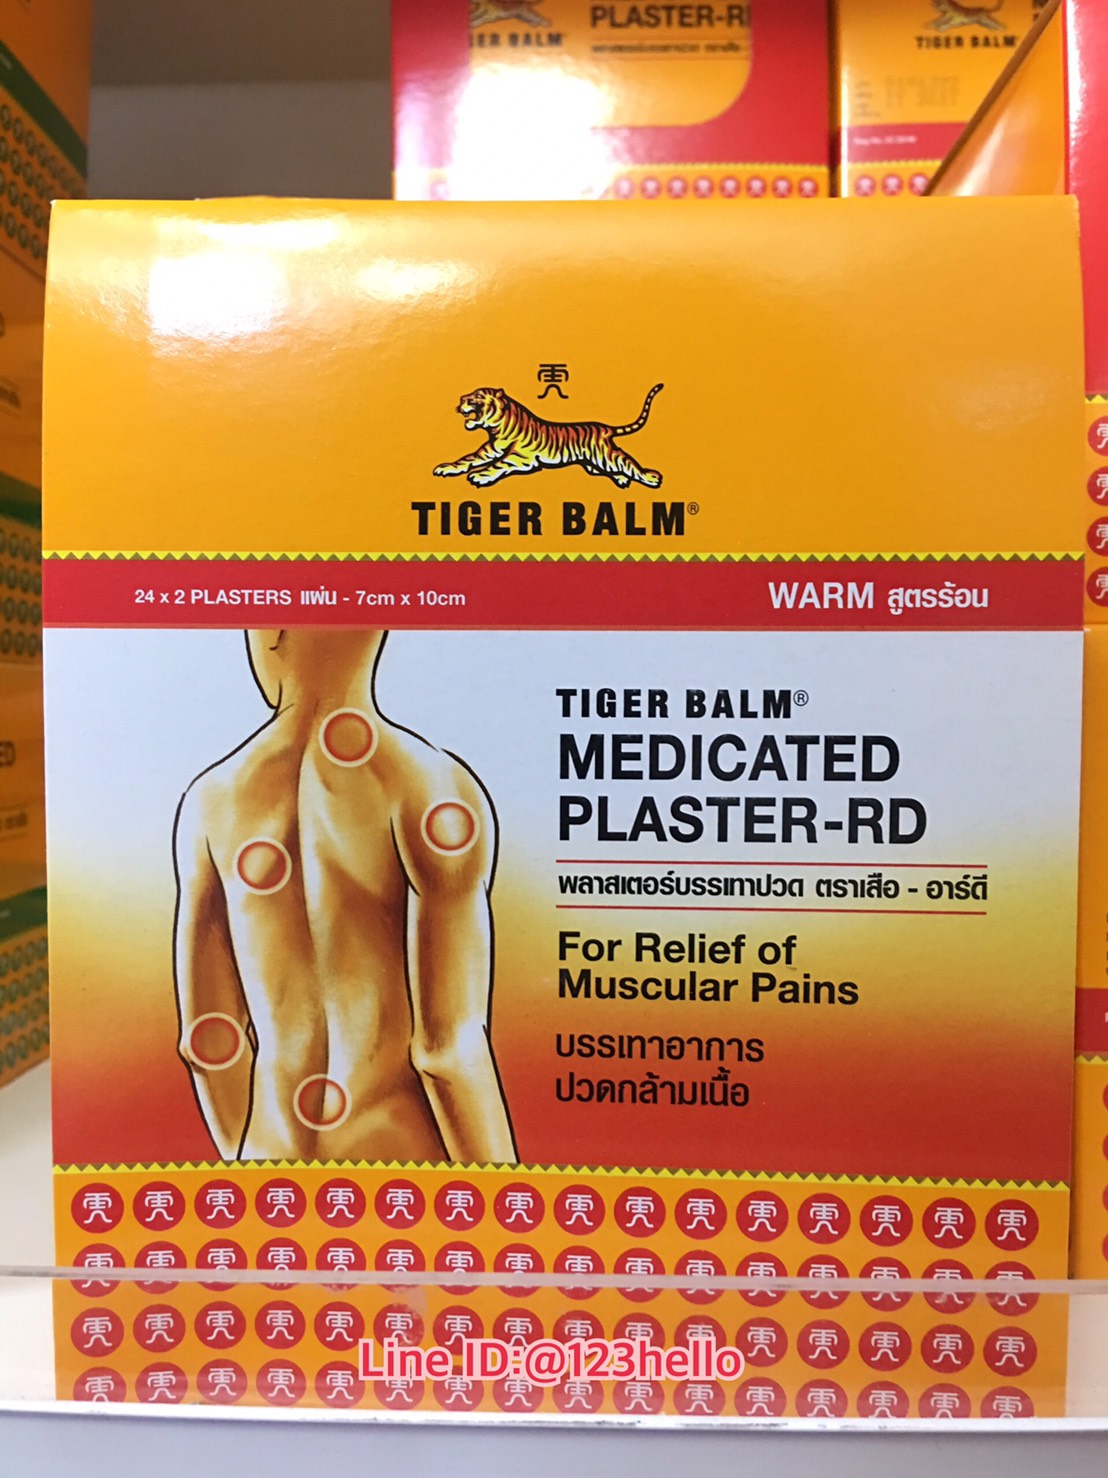 PLASTER-R
TIGER BALM
TIGER BALM
虎
TIGER BALM®
24 x 2 PLASTERS แผ่น - 7cm x 10cm
WARM สูตรร้อน
TIGER BALM®
MEDICATED
PLASTER-RD
พลาสเตอร์บรรเทาปวด ตราเสือ - อาร์ดี
For Relief of
Muscular Pains
บรรเทาอาการ
ปวดกล้ามเนื้อ
Line ID:@123hello